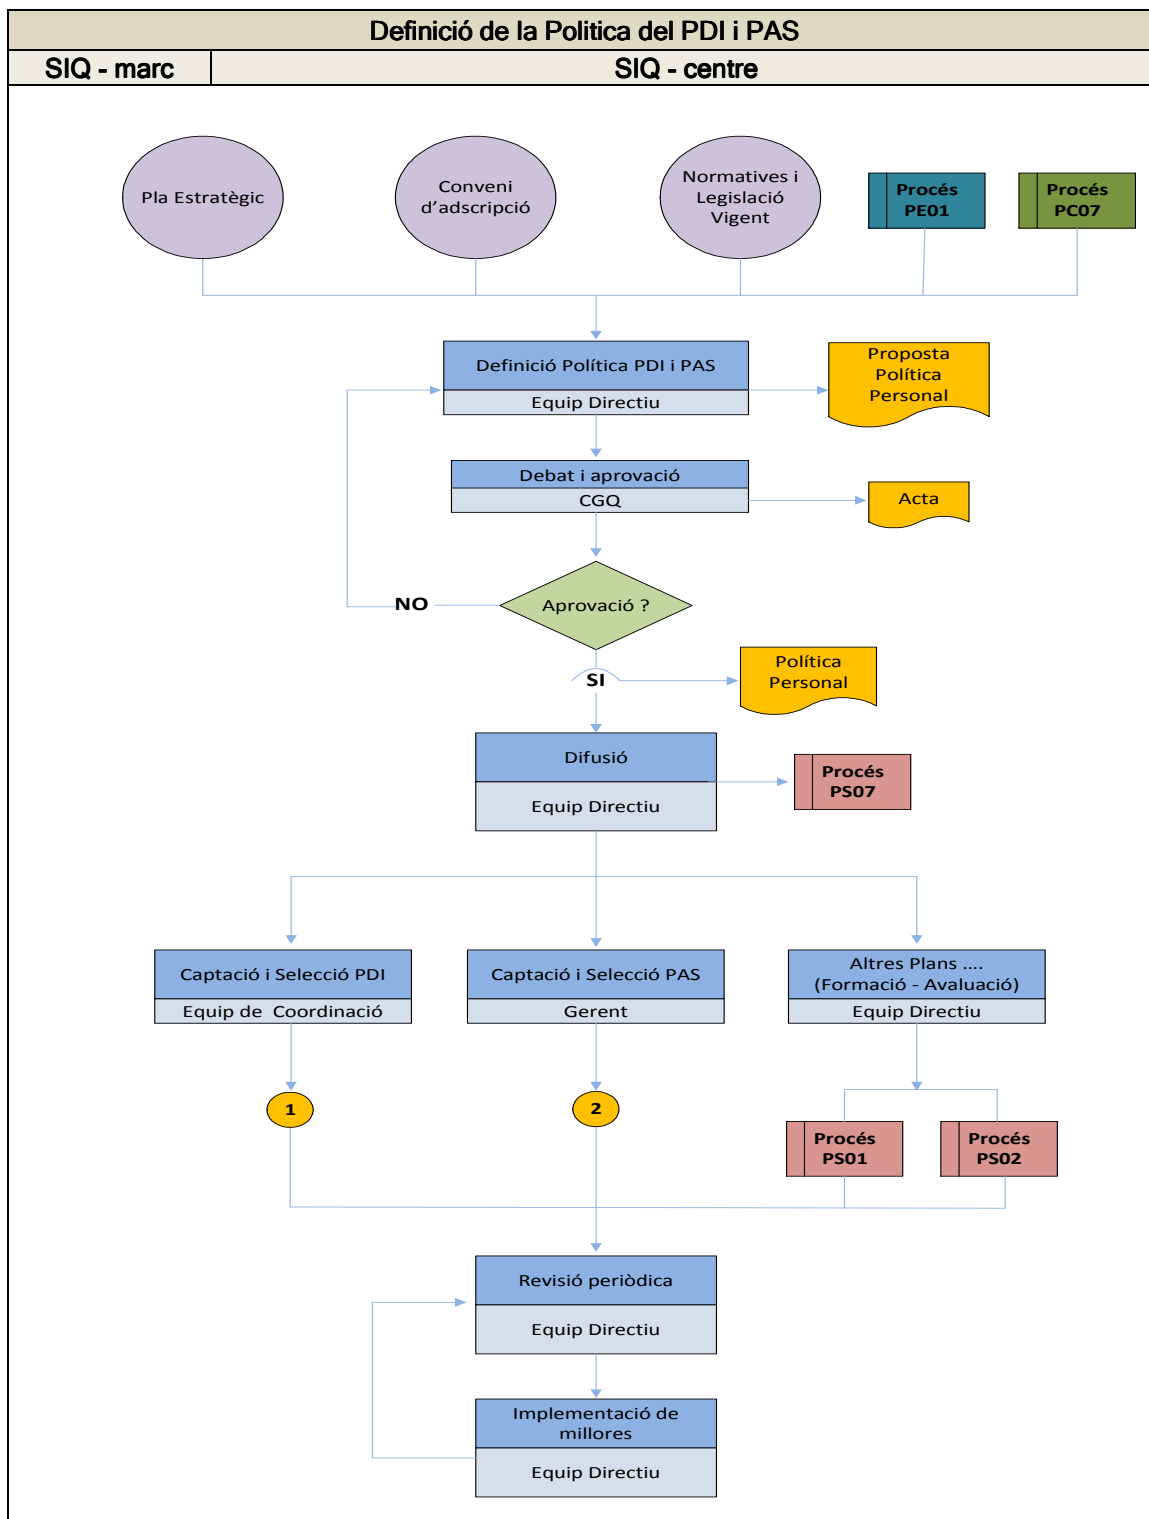 Definició de la Politica del PDI i PAS
SIQ - marc
SIQ - centre
Pla Estratègic
Conveni
d'adscripció
Normatives i
Legislació
Vigent
Procés
PE01
Procés
PC07
Definició Política PDI i PAS
Equip Directiu
Proposta
Política
Personal
Debat i aprovació
CGQ
Acta
Aprovació ?
NO
SI
Política
Personal
Difusió
Equip Directiu
Procés
PS07
Captació i Selecció PDI
Equip de Coordinació
Captació i Selecció PAS
Gerent
Altres Plans ....
(Formació - Avaluació)
Equip Directiu
1
2
Procés
PS01
Procés
PS02
Revisió periòdica
Equip Directiu
Implementació de
millores
Equip Directiu